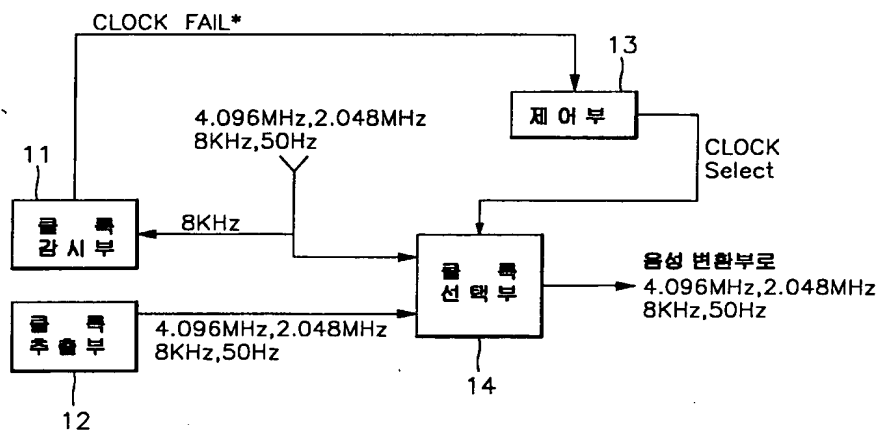 CLOCK FAIL*
13
제 어 부
4.096MHz,2.048MHz
8KHz,50Hz
CLOCK
Select
11
클 록
감 시 부
8KHz
클 록
선 택 부
음성 변환부로
4.096MHz,2.048MHz
8KHz,50Hz
클 록
추 출 부
4.096MHz,2.048MHz
8KHz,50Hz
14
12